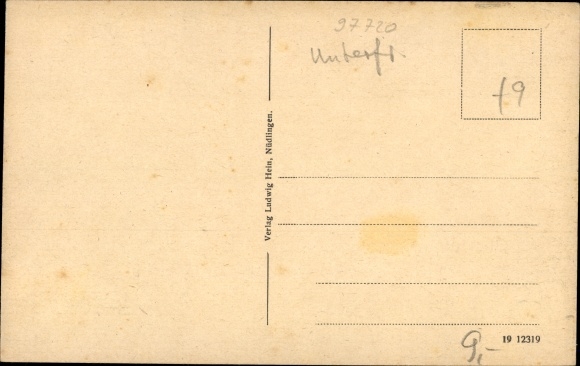 97720
Unterfr.
f9
Verlag Ludwig Hein, Nüdlingen.
19 12319
9,-